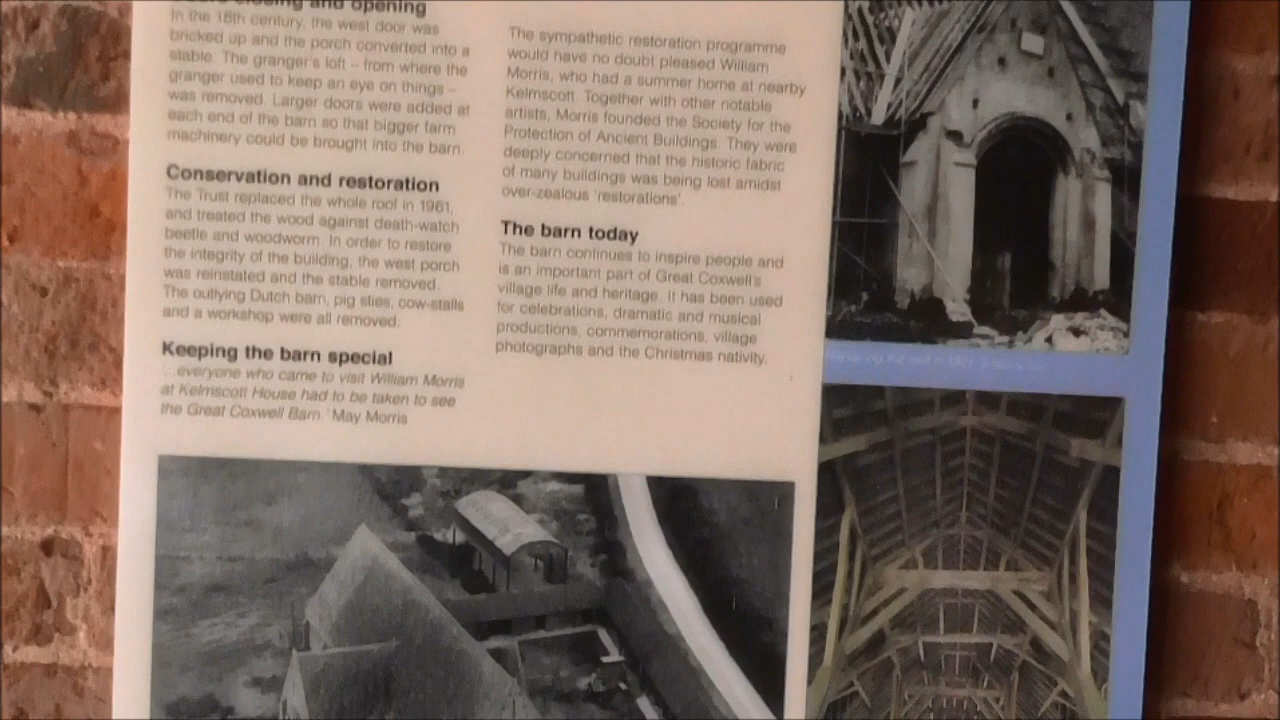 closing and opening
In the 18th century, the west door was
bricked up and the porch converted into a
stable. The granger's loft – from where the
granger used to keep an eye on things –
was removed. Larger doors were added at
each end of the barn so that bigger farm
machinery could be brought into the barn.
Conservation and restoration
The Trust replaced the whole roof in 1961,
and treated the wood against death-watch
beetle and woodworm. In order to restore
the integrity of the building, the west porch
was reinstated and the stable removed.
The outlying Dutch barn, pig sties, cow-stalls
and a workshop were all removed.
Keeping the barn special
'...everyone who came to visit William Morris
at Kelmscott House had to be taken to see
the Great Coxwell Barn.' May Morris
The sympathetic restoration programme
would have no doubt pleased William
Morris, who had a summer home at nearby
Kelmscott. Together with other notable
artists, Morris founded the Society for the
Protection of Ancient Buildings. They were
deeply concerned that the historic fabric
of many buildings was being lost amidst
over-zealous 'restorations'.
The barn today
The barn continues to inspire people and
is an important part of Great Coxwell's
village life and heritage. It has been used
for celebrations, dramatic and musical
productions, commemorations, village
photographs and the Christmas nativity.